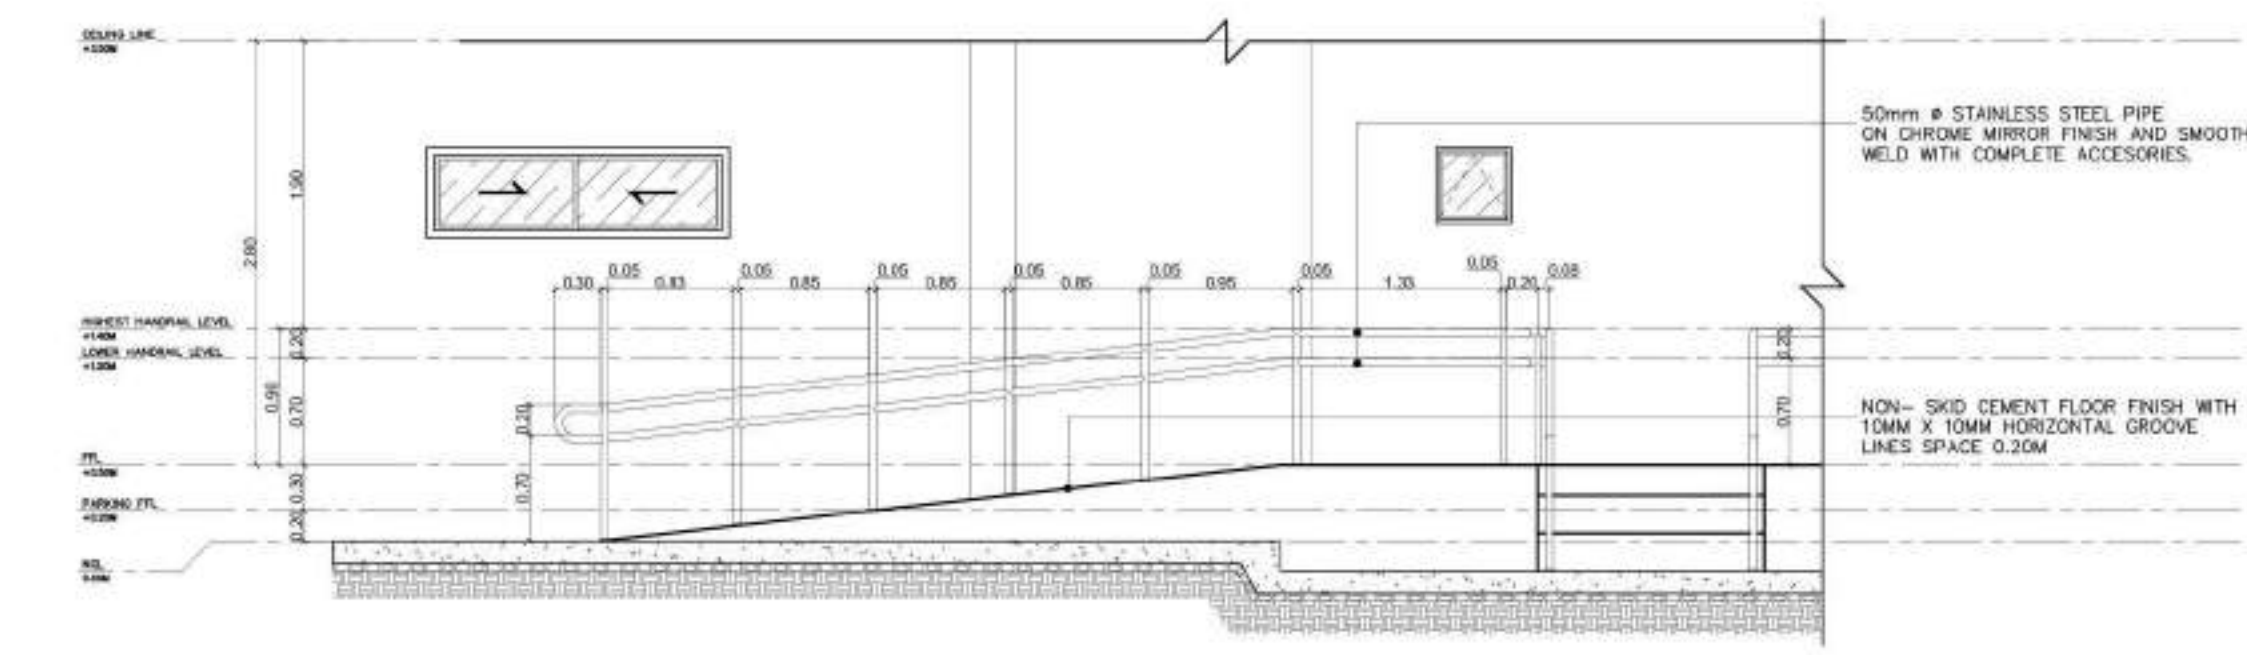 CEILING LINE
50mm ø STAINLESS STEEL PIPE
ON CHROME MIRROR FINISH AND SMOOTH
WELD WITH COMPLETE ACCESORIES.
1.90
2.80
0.05
0.05
0.05
0.05
0.05
0.05
0.05
0.05
0.30
0.83
0.85
0.85
0.85
0.95
1.35
0.20
HIGHEST HANDRAIL LEVEL
LOWER HANDRAIL LEVEL
0.20
0.20
0.90
0.70
0.20
0.70
NON- SKID CEMENT FLOOR FINISH WITH
10MM X 10MM HORIZONTAL GROOVE
LINES SPACE 0.20M
FFL
0.30
0.70
PARKING FFL
0.20